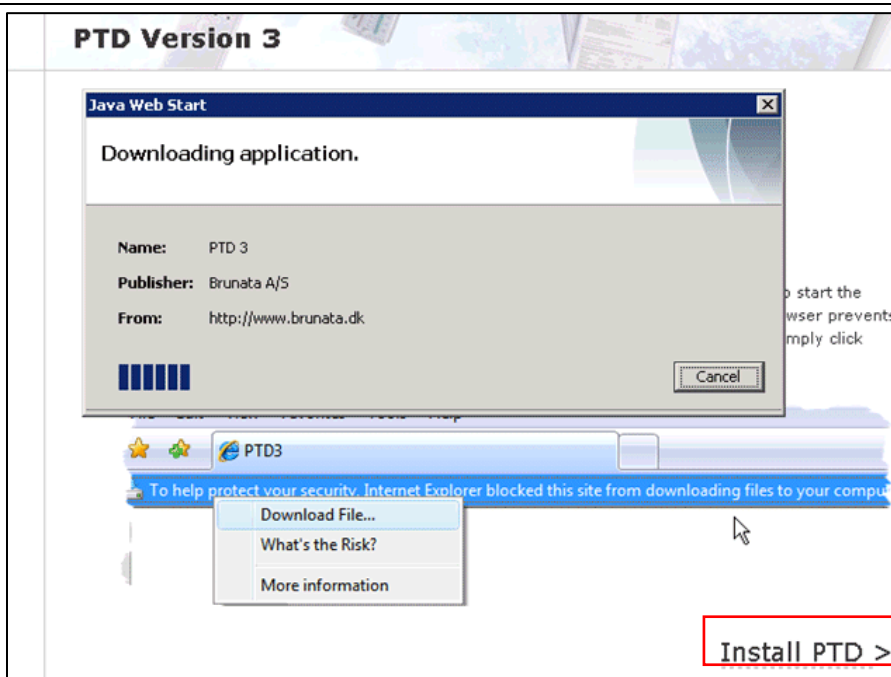 PTD Version 3
Java Web Start
Downloading application.
Name: PTD 3
Publisher: Brunata A/S
From: http://www.brunata.dk
start the
wser prevents
mply click
Cancel
PTD3
To help protect your security, Internet Explorer blocked this site from downloading files to your compu
Download File...
What's the Risk?
More information
Install PTD >